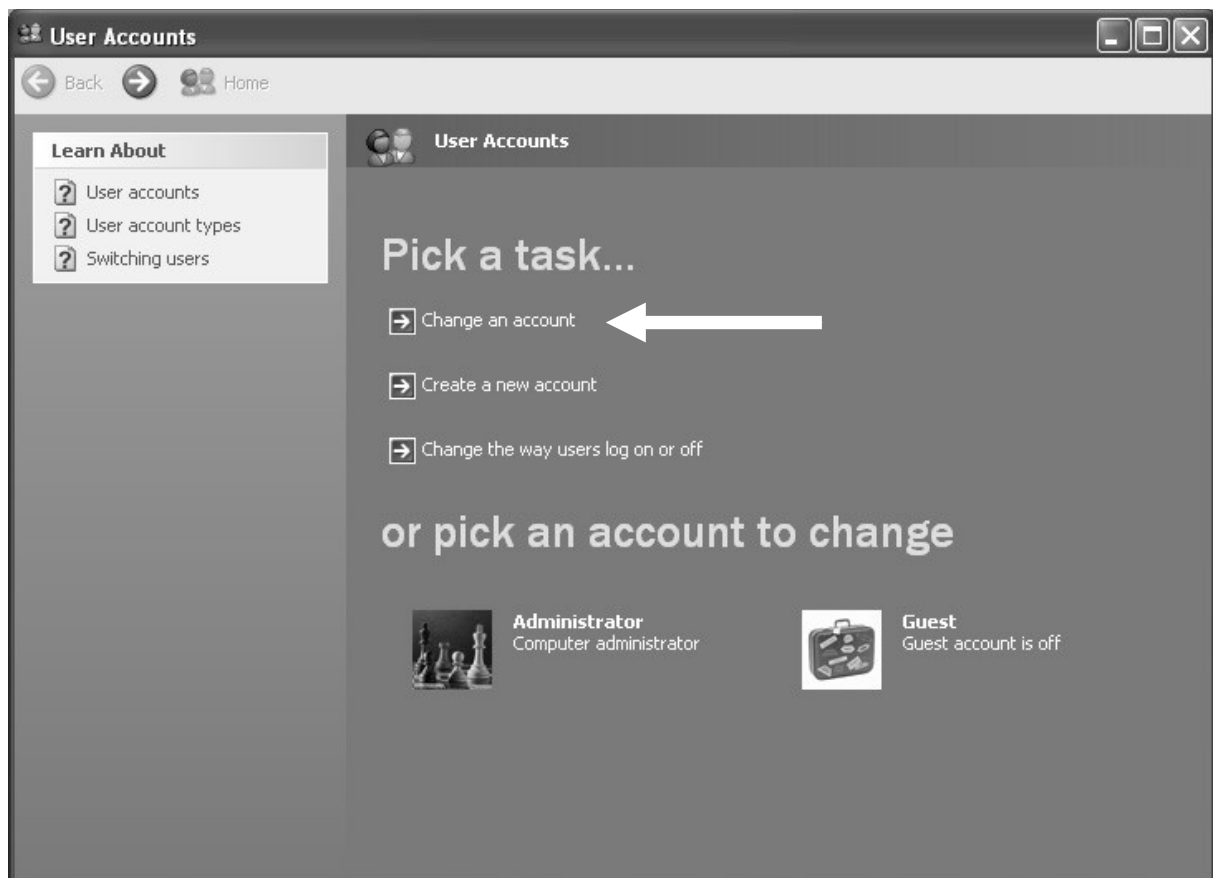 User Accounts
Back Home
Learn About
User accounts
User account types
Switching users
User Accounts
Pick a task...
Change an account
Create a new account
Change the way users log on or off
or pick an account to change
Administrator
Computer administrator
Guest
Guest account is off